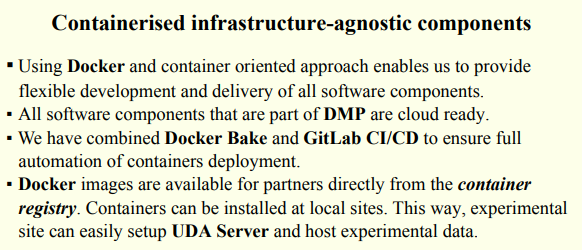 Containerised infrastructure-agnostic components
▪ Using Docker and container oriented approach enables us to provide
flexible development and delivery of all software components.
▪ All software components that are part of DMP are cloud ready.
▪ We have combined Docker Bake and GitLab CI/CD to ensure full
automation of containers deployment.
▪ Docker images are available for partners directly from the container
registry. Containers can be installed at local sites. This way, experimental
site can easily setup UDA Server and host experimental data.